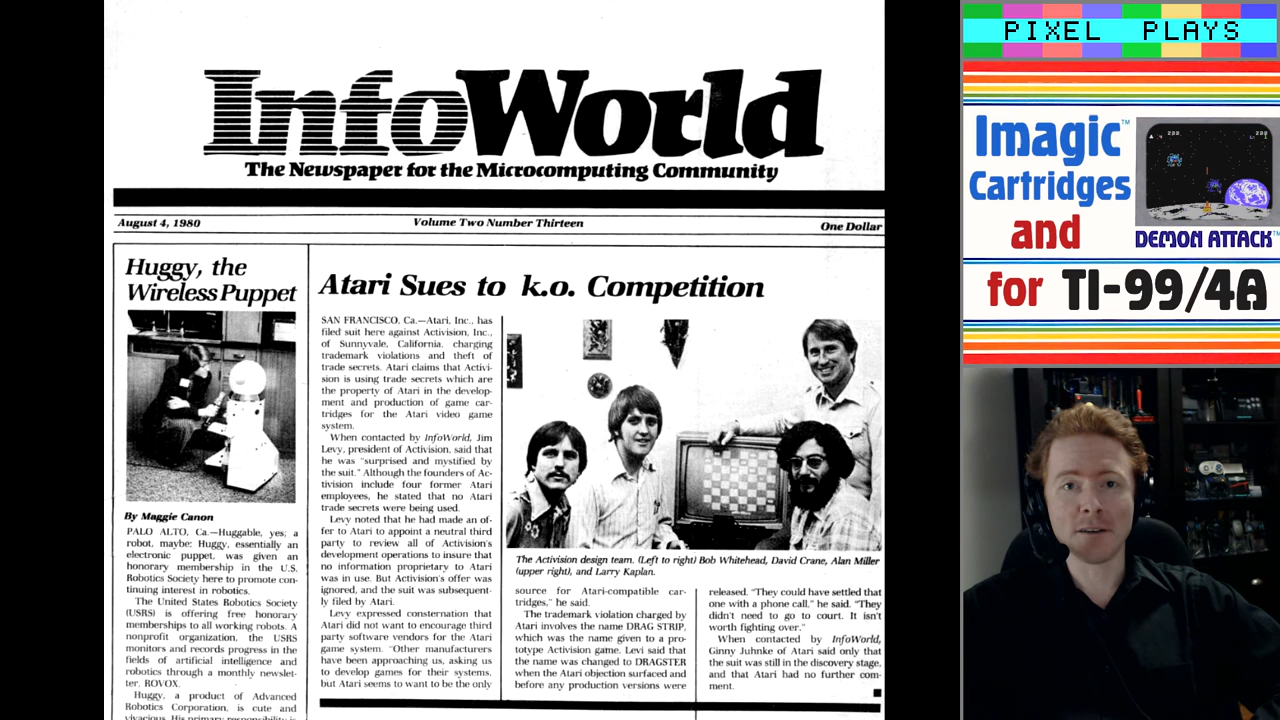 InfoWorld
The Newspaper for the Microcomputing Community
August 4, 1980
Volume Two Number Thirteen
One Dollar
Huggy, the
Wireless Puppet
By Maggie Canon
PALO ALTO, Ca.—Huggable, yes; a
robot, maybe: Huggy, essentially an
electronic puppet, was given an
honorary membership in the U.S.
Robotics Society here to promote con-
tinuing interest in robotics.
The United States Robotics Society
(USRS) is offering free honorary
memberships to all working robots. A
nonprofit organization, the USRS
monitors and records progress in the
fields of artificial intelligence and
robotics through a monthly newslet-
ter, ROVOX.
Huggy, a product of Advanced
Robotics Corporation, is cute and
vivacious. His primary responsibility is
Atari Sues to k.o. Competition
SAN FRANCISCO, Ca.—Atari, Inc., has
filed suit here against Activision, Inc.,
of Sunnyvale, California, charging
trademark violations and theft of
trade secrets. Atari claims that Activi-
sion is using trade secrets which are
the property of Atari in the develop-
ment and production of game car-
tridges for the Atari video game
system.
When contacted by InfoWorld, Jim
Levy, president of Activision, said that
he was "surprised and mystified by
the suit." Although the founders of Ac-
tivision include four former Atari
employees, he stated that no Atari
trade secrets were being used.
Levy noted that he had made an of-
fer to Atari to appoint a neutral third
party to review all of Activision's
development operations to insure that
no information proprietary to Atari
was in use. But Activision's offer was
ignored, and the suit was subsequent-
ly filed by Atari.
Levy expressed consternation that
Atari did not want to encourage third
party software vendors for the Atari
game system. "Other manufacturers
have been approaching us, asking us
to develop games for their systems,
but Atari seems to want to be the only
The Activision design team. (Left to right) Bob Whitehead, David Crane, Alan Miller
(upper right), and Larry Kaplan.
source for Atari-compatible car-
tridges," he said.
The trademark violation charged by
Atari involves the name DRAG STRIP,
which was the name given to a pro-
totype Activision game. Levi said that
the name was changed to DRAGSTER
when the Atari objection surfaced and
before any production versions were
released. "They could have settled that
one with a phone call," he said. "They
didn't need to go to court. It isn't
worth fighting over."
When contacted by InfoWorld,
Ginny Juhnke of Atari said only that
the suit was still in the discovery stage,
and that Atari had no further com-
ment.
PIXEL PLAYS
Imagic™
Cartridges
and
DEMON ATTACK™
for TI-99/4A